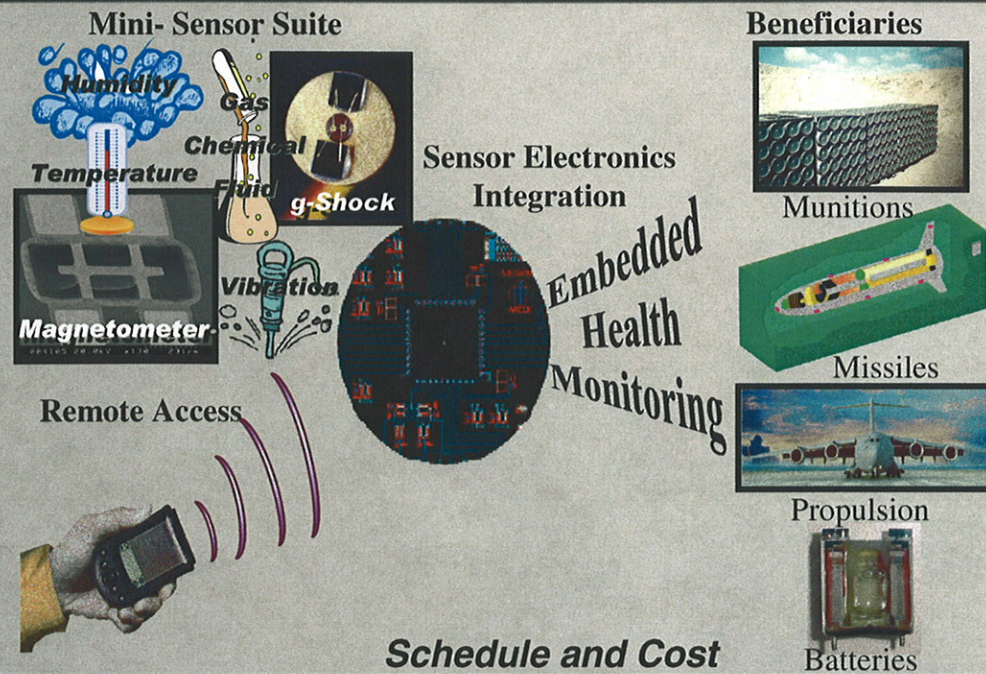 Mini- Sensor Suite
Humidity
Temperature
Gas
Chemical
Fluid
g-Shock
Magnetometer
Vibration
Sensor Electronics
Integration
Embedded
Health
Monitoring
Remote Access
Beneficiaries
Munitions
Missiles
Propulsion
Batteries
Schedule and Cost